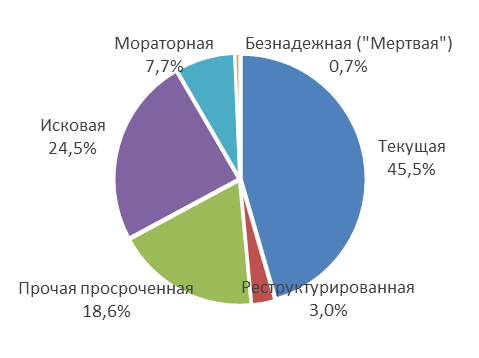 Мораторная
7,7%
Безнадежная ("Мертвая")
0,7%
Исковая
24,5%
Текущая
45,5%
Прочая просроченная
18,6%
Реструктурированная
3,0%